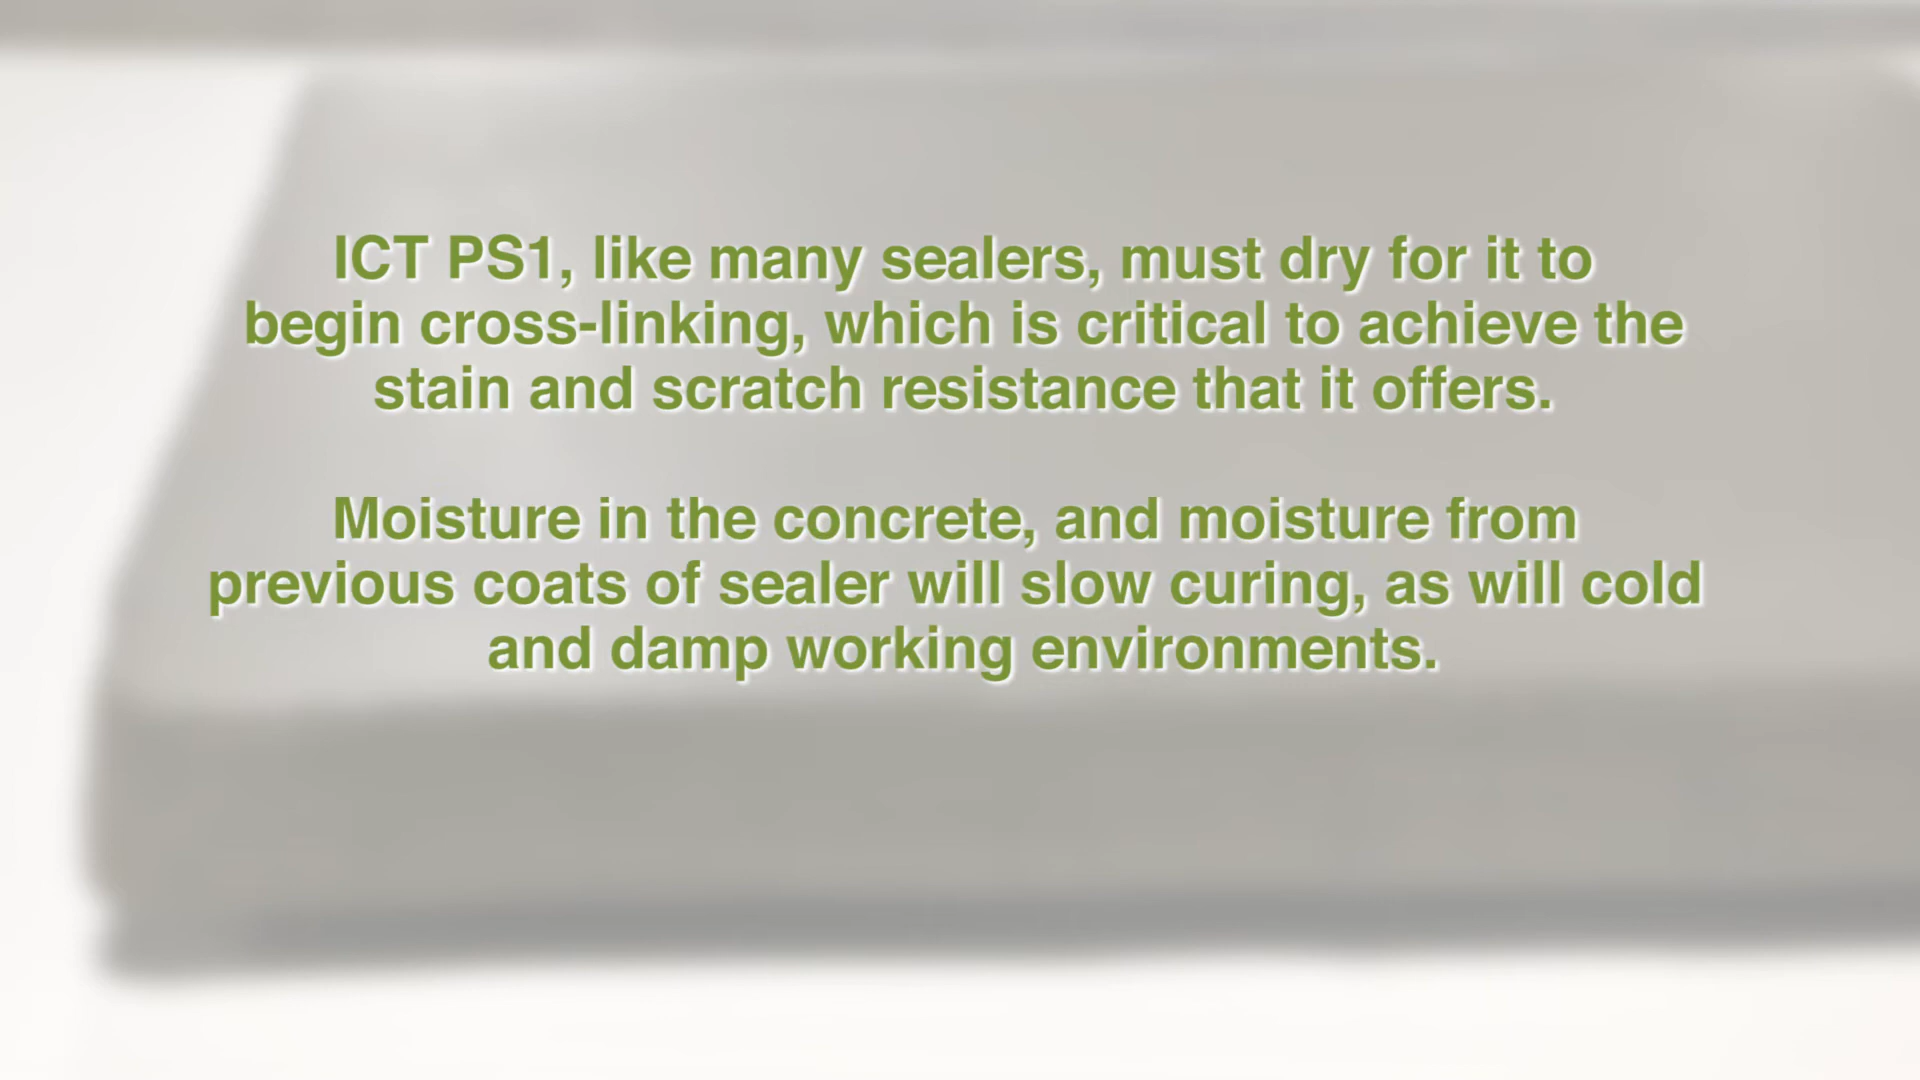 ICT PS1, like many sealers, must dry for it to
begin cross-linking, which is critical to achieve the
stain and scratch resistance that it offers.
Moisture in the concrete, and moisture from
previous coats of sealer will slow curing, as will cold
and damp working environments.